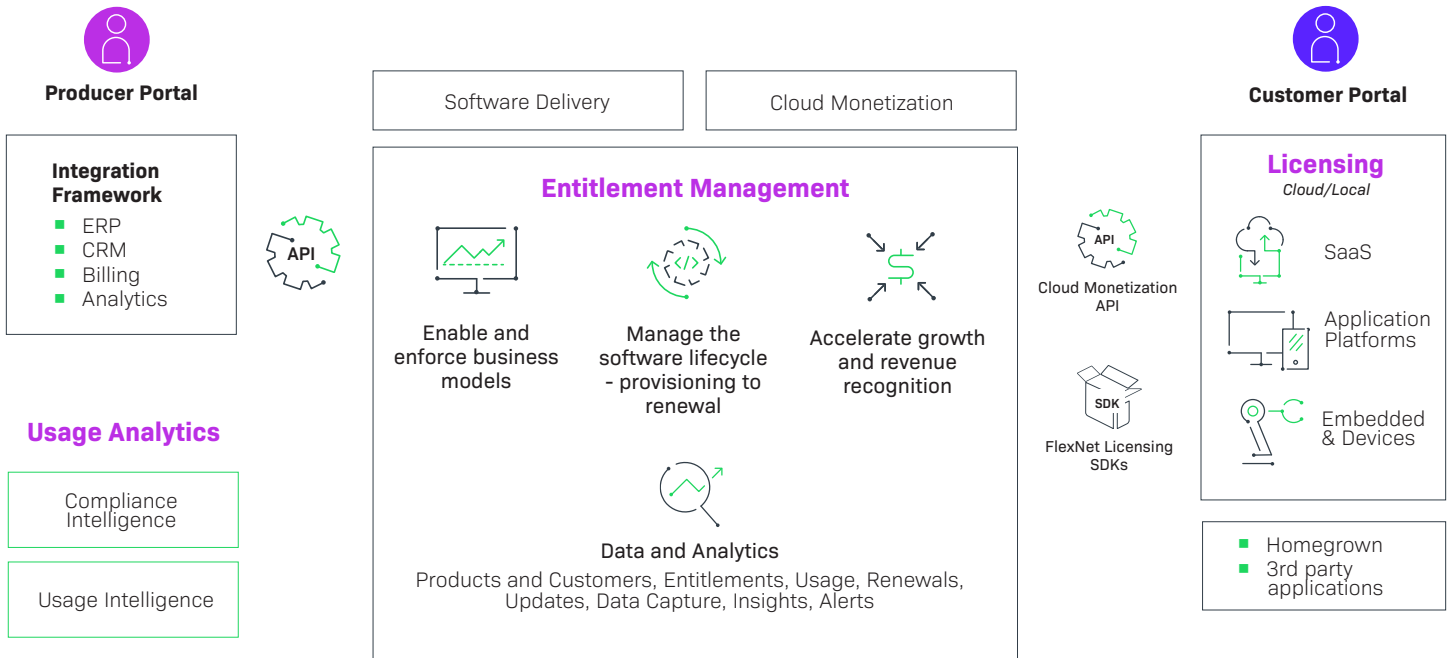 Producer Portal
Integration
Framework
ERP
CRM
Billing
Analytics
API
Usage Analytics
Compliance
Intelligence
Usage Intelligence
Software Delivery
Cloud Monetization
Entitlement Management
</>
Enable and
enforce business
models
Manage the
software lifecycle
- provisioning to
renewal
Accelerate growth
and revenue
recognition
Data and Analytics
Products and Customers, Entitlements, Usage, Renewals,
Updates, Data Capture, Insights, Alerts
API
Cloud Monetization
API
SDK
FlexNet Licensing
SDKs
Customer Portal
Licensing
Cloud/Local
SaaS
Application
Platforms
Embedded
& Devices
Homegrown
3rd party
applications